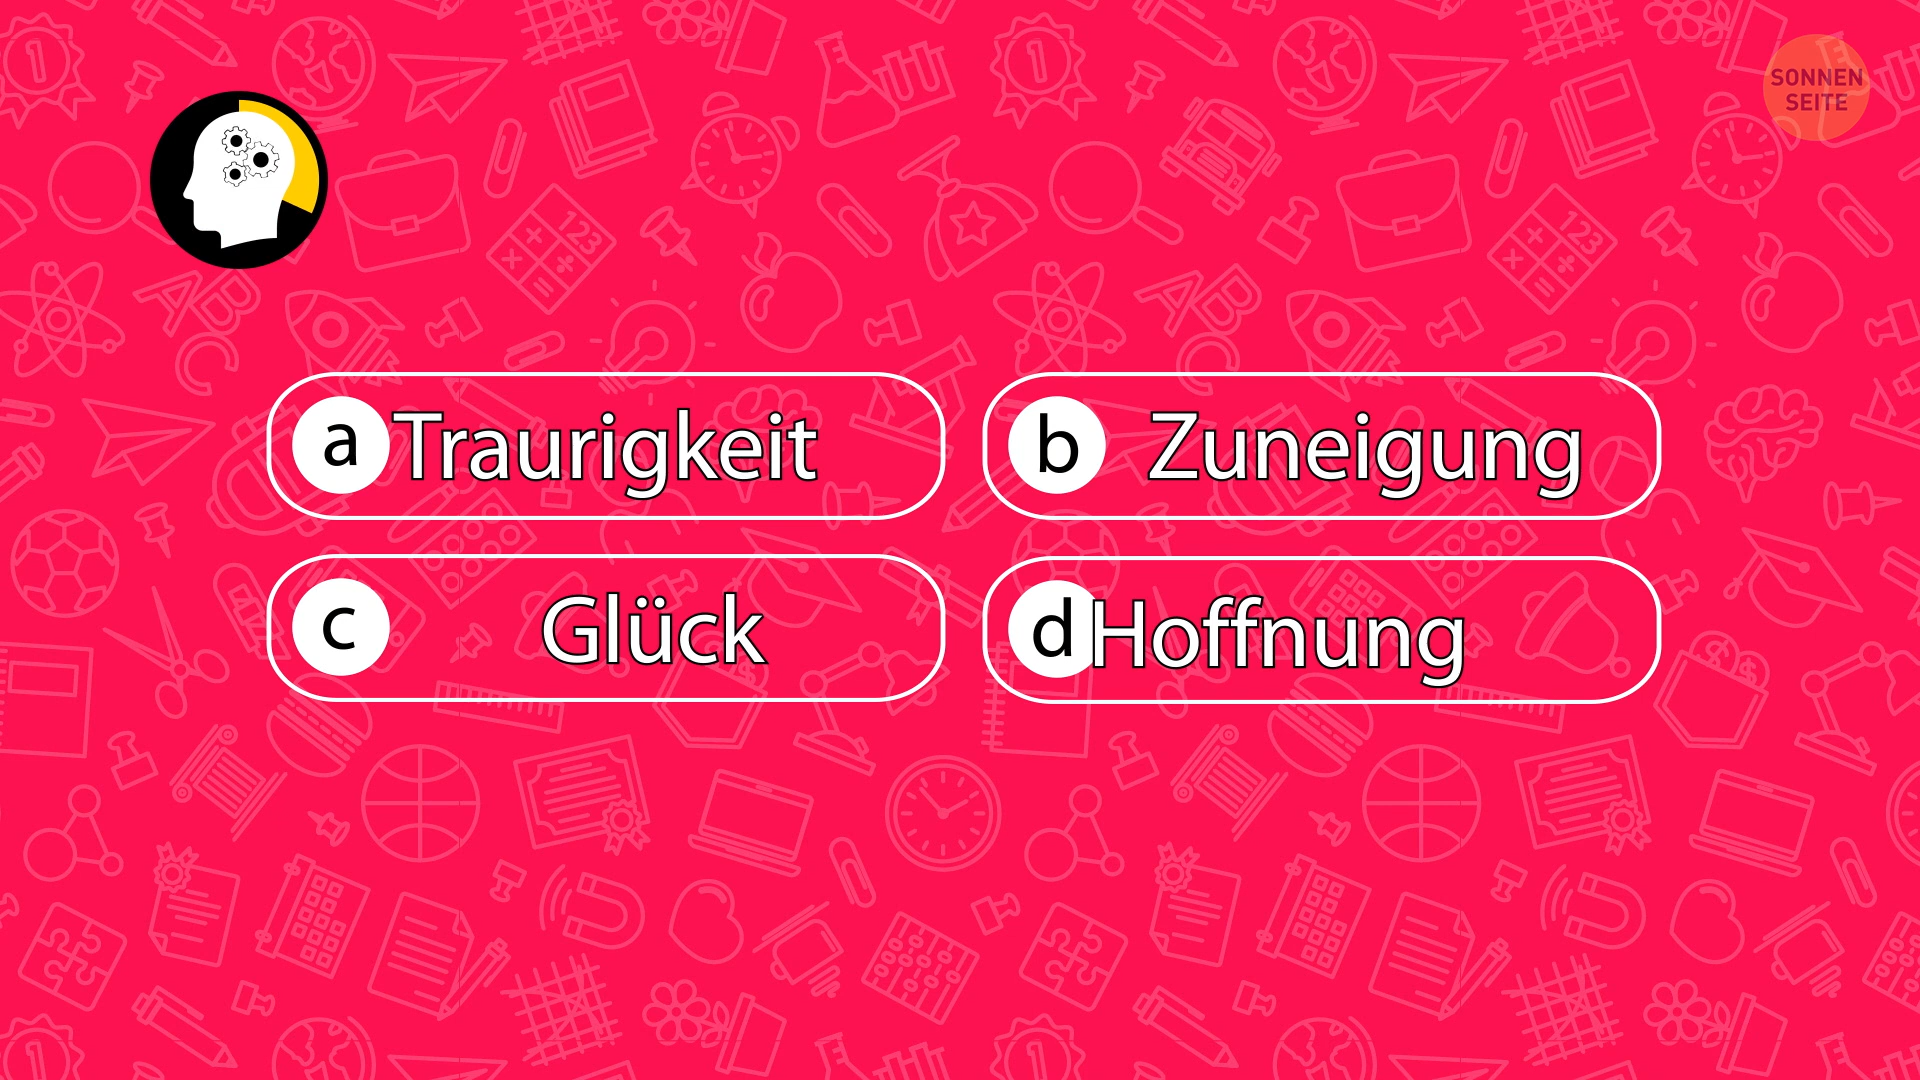 SONNEN
SEITE
a Traurigkeit
b Zuneigung
c Glück
d Hoffnung